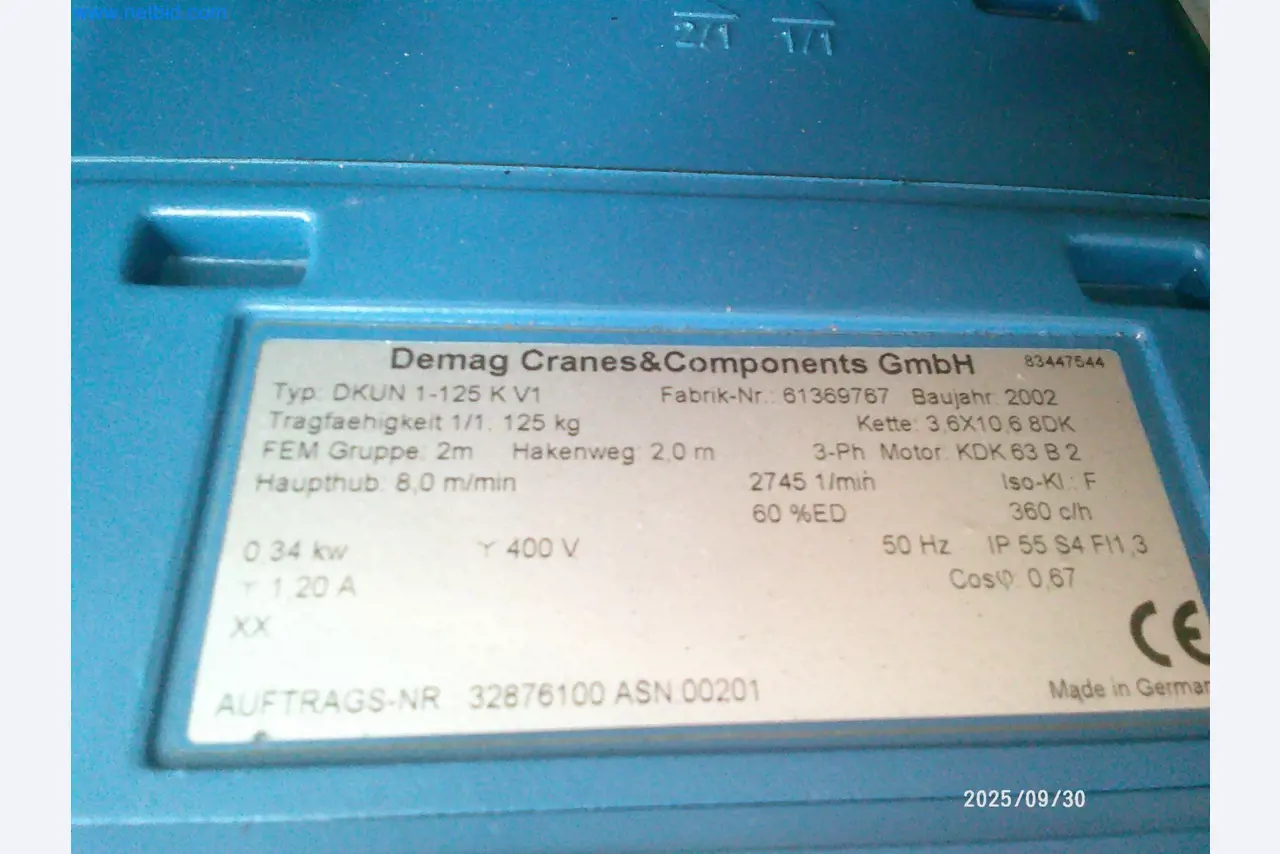 www.netbid.com
2/1 1/1
Demag Cranes&Components GmbH 83447544
Typ: DKUN 1-125 K V1 Fabrik-Nr.: 61369767 Baujahr: 2002
Tragfaehigkeit 1/1: 125 kg Kette: 3,6X10,6 8DK
FEM Gruppe: 2m Hakenweg: 2,0 m 3-Ph. Motor: KDK 63 B 2
Haupthub: 8,0 m/min 2745 1/min Iso-Kl.: F
60 %ED 360 c/h
0.34 kw Y 400 V 50 Hz IP 55 S4 FI1,3
Y 1,20 A Cosφ: 0,67
XX
CE
AUFTRAGS-NR 32876100 ASN 00201 Made in German
2025/09/30